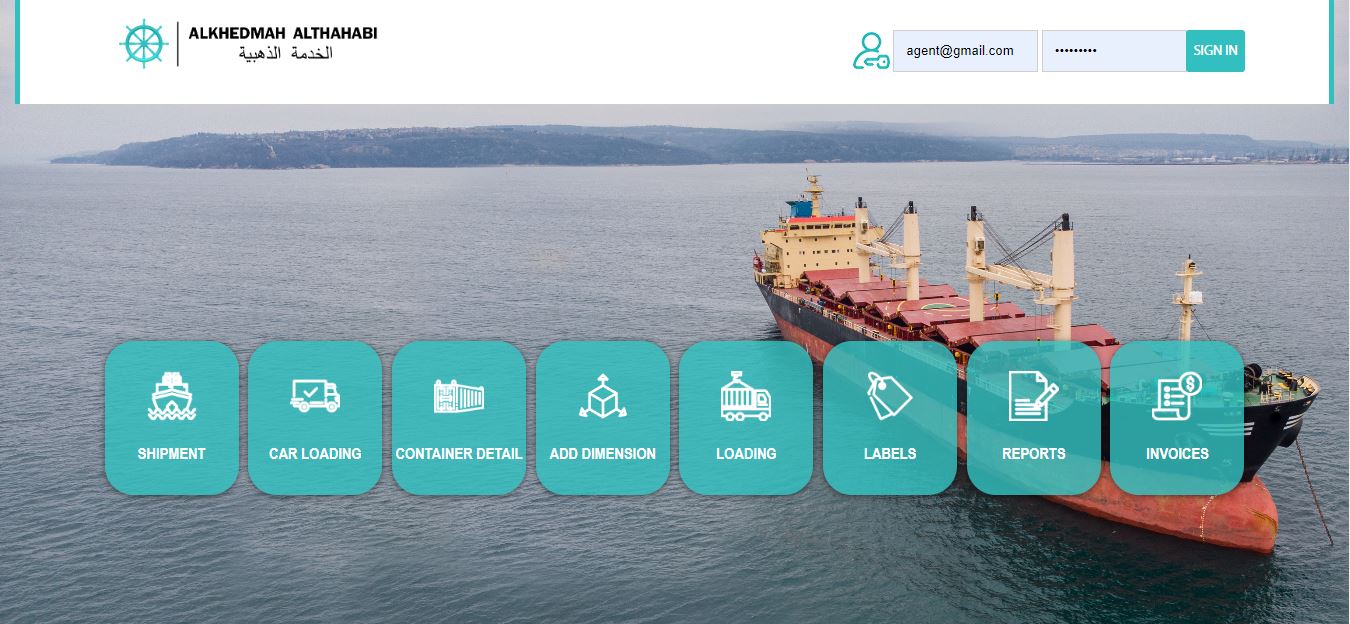 ALKHEDMAH ALTHAHABI
الخدمة الذهبية
agent@gmail.com
•••••••••
SIGN IN
SHIPMENT
CAR LOADING
CONTAINER DETAIL
ADD DIMENSION
LOADING
LABELS
REPORTS
INVOICES